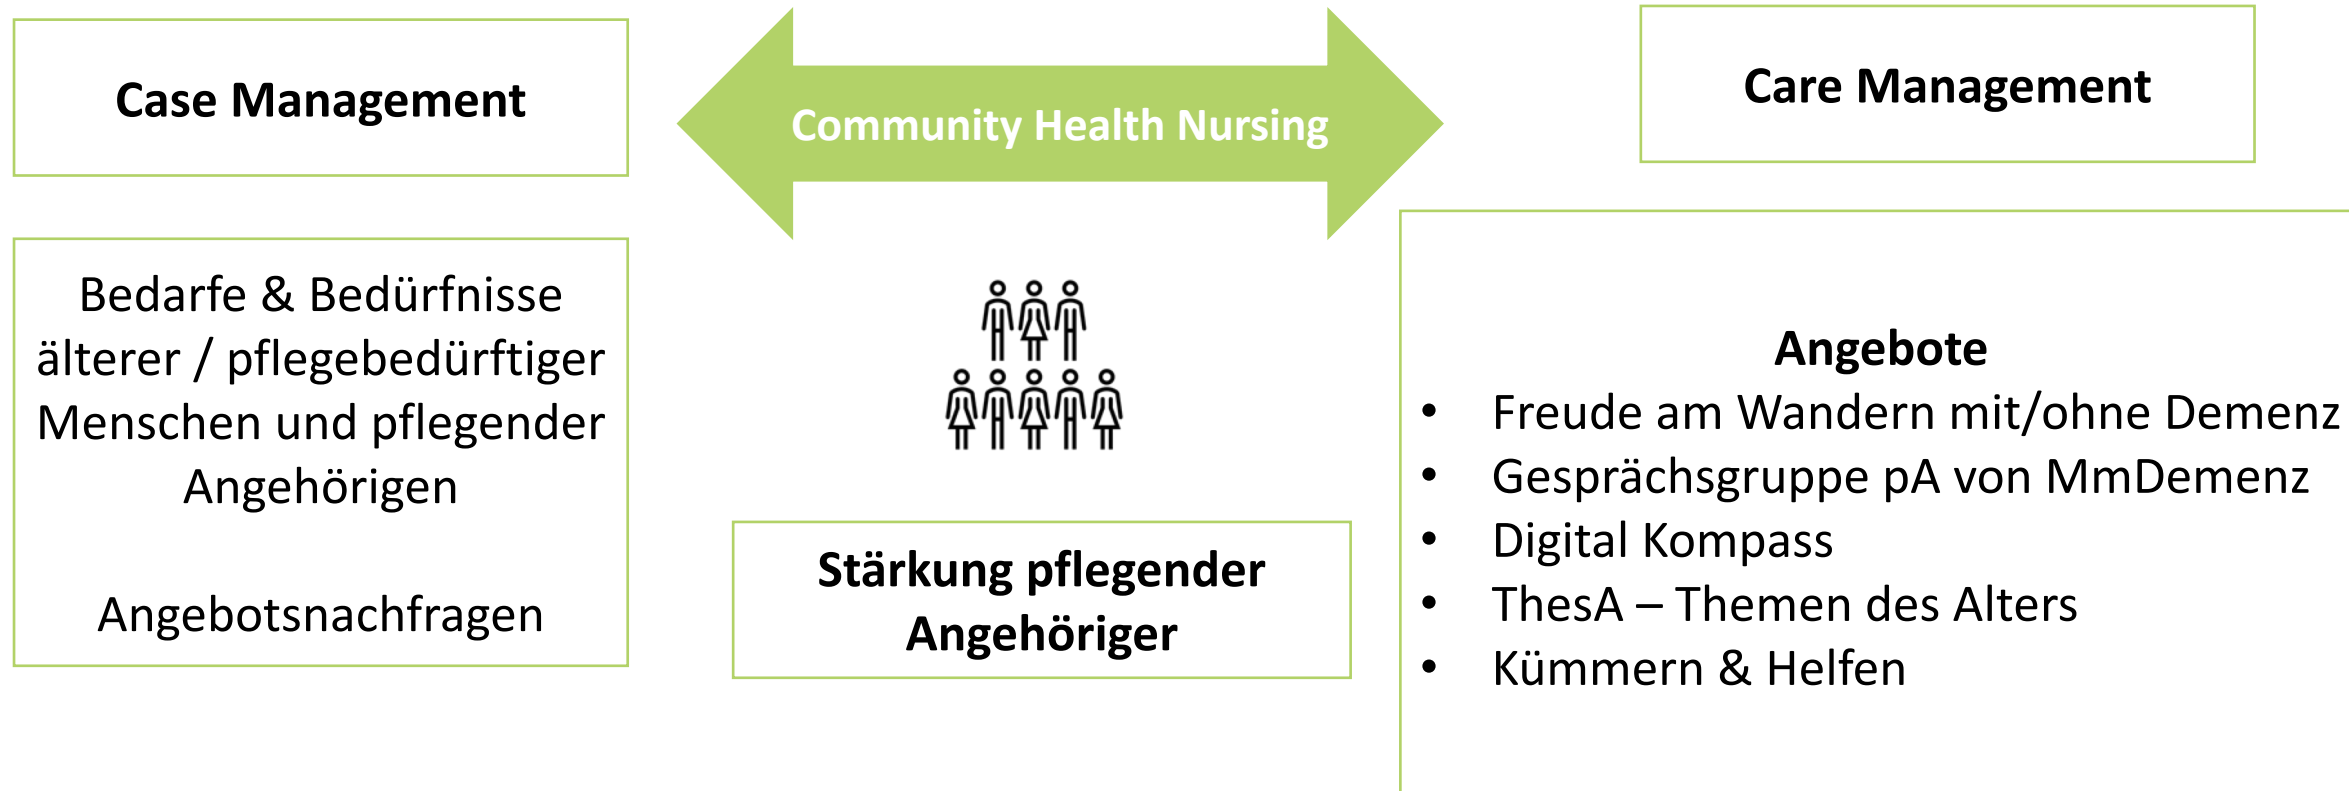 Case Management
Community Health Nursing
Care Management
Bedarfe & Bedürfnisse
älterer / pflegebedürftiger
Menschen und pflegender
Angehörigen
Angebotsnachfragen
Stärkung pflegender
Angehöriger
Angebote
• Freude am Wandern mit/ohne Demenz
• Gesprächsgruppe pA von MmDemenz
• Digital Kompass
• ThesA – Themen des Alters
• Kümmern & Helfen